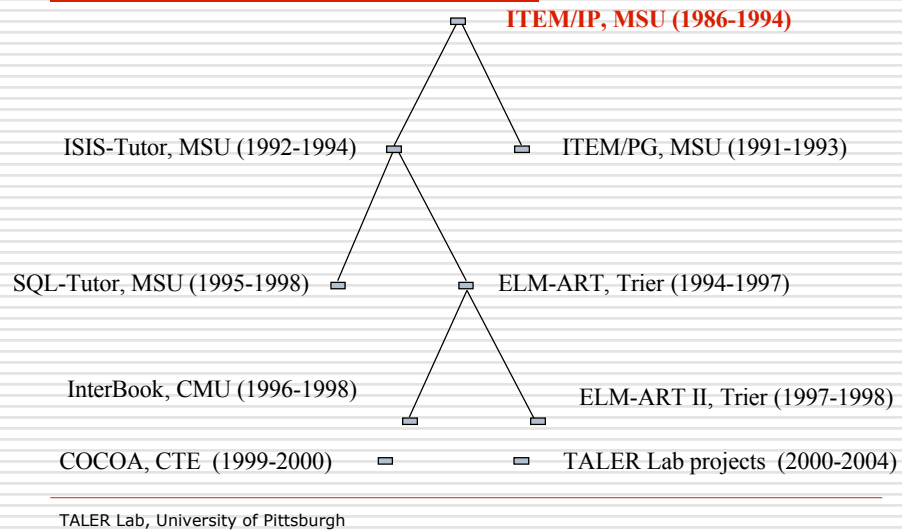 ITEM/IP, MSU (1986-1994)
ISIS-Tutor, MSU (1992-1994)
ITEM/PG, MSU (1991-1993)
SQL-Tutor, MSU (1995-1998)
ELM-ART, Trier (1994-1997)
InterBook, CMU (1996-1998)
ELM-ART II, Trier (1997-1998)
COCOA, CTE (1999-2000)
TALER Lab projects (2000-2004)
TALER Lab, University of Pittsburgh